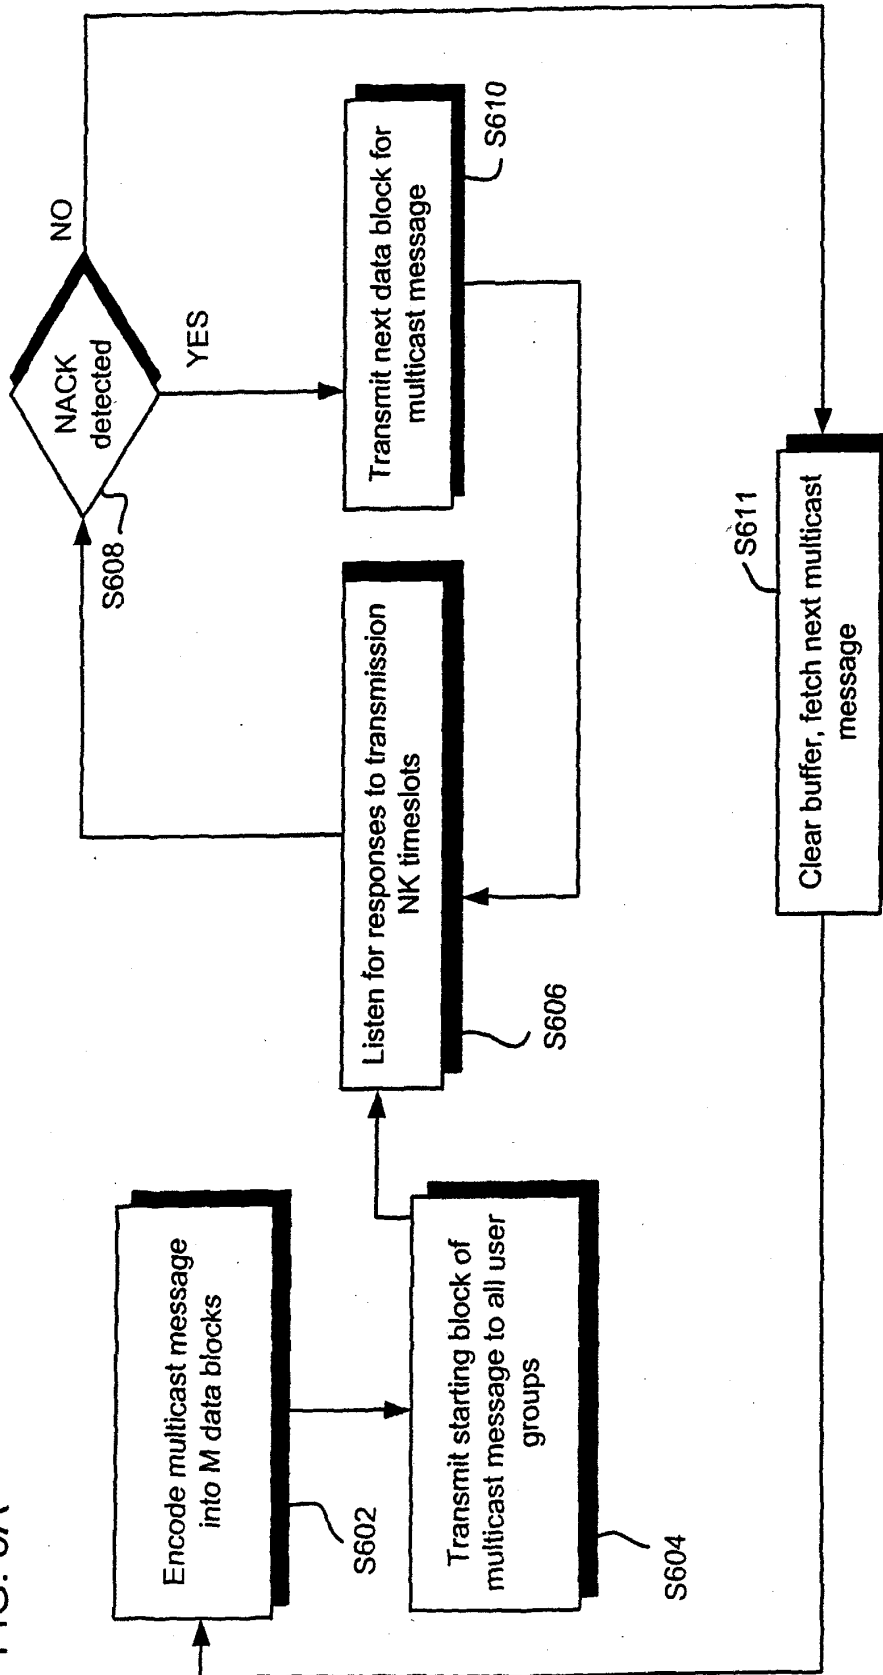 Encode multicast message
into M data blocks
S602
Transmit starting block of
multicast message to all user
groups
S604
Listen for responses to transmission
NK timeslots
S606
NACK
detected
S608
NO
YES
Transmit next data block for
multicast message
S610
Clear buffer, fetch next multicast
message
S611